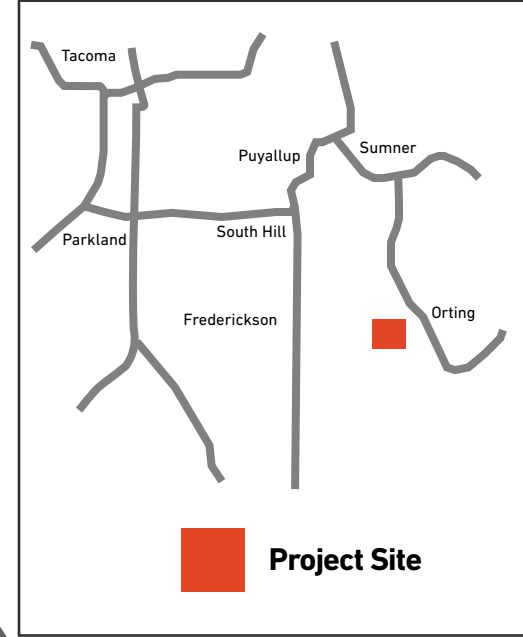 Tacoma
Sumner
Puyallup
South Hill
Parkland
Orting
Frederickson
Project Site